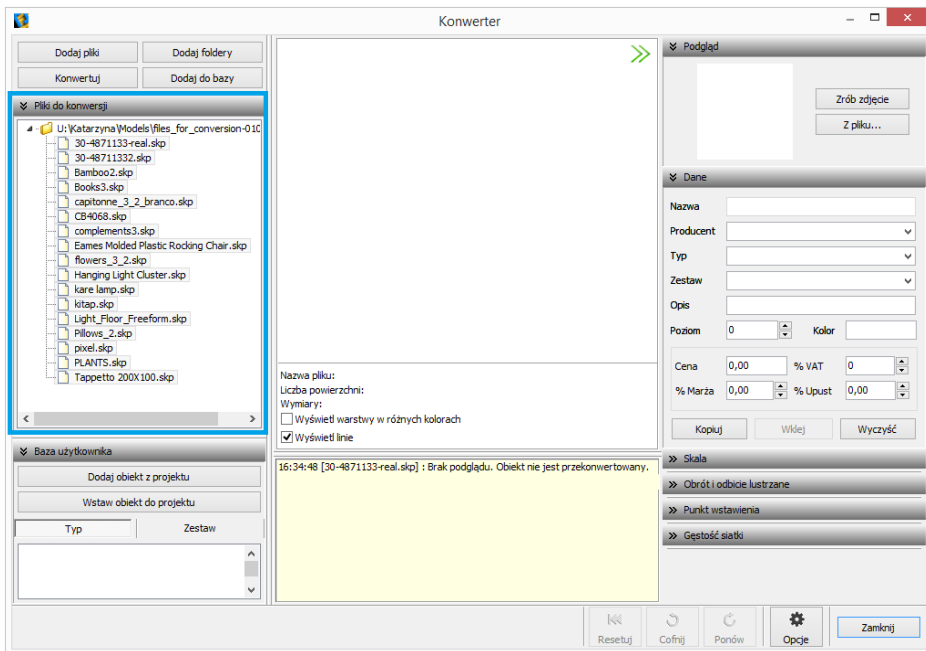 Konwerter
Dodaj pliki
Dodaj foldery
Konwertuj
Dodaj do bazy
Pliki do konwersji
U:\Katarzyna\Models\files_for_conversion-010
30-4871133-real.skp
30-48711332.skp
Bamboo2.skp
Books3.skp
capitonne_3_2_branco.skp
CB4068.skp
complements3.skp
Eames Molded Plastic Rocking Chair.skp
flowers_3_2.skp
Hanging Light Cluster.skp
kare lamp.skp
kitap.skp
Light_Floor_Freeform.skp
Pillows_2.skp
pixel.skp
PLANTS.skp
Tappetto 200X100.skp
Baza użytkownika
Dodaj obiekt z projektu
Wstaw obiekt do projektu
Typ
Zestaw
Nazwa pliku:
Liczba powierzchni:
Wymiary:
Wyświetl warstwy w różnych kolorach
Wyświetl linie
16:34:48 [30-4871133-real.skp] : Brak podglądu. Obiekt nie jest przekonwertowany.
Podgląd
Zrób zdjęcie
Z pliku...
Dane
Nazwa
Producent
Typ
Zestaw
Opis
Poziom 0 Kolor
Cena 0,00 % VAT 0
% Marża 0,00 % Upust 0,00
Kopiuj
Wklej
Wyczyść
Skala
Obrót i odbicie lustrzane
Punkt wstawienia
Gęstość siatki
Resetuj
Cofnij
Ponów
Opcje
Zamknij